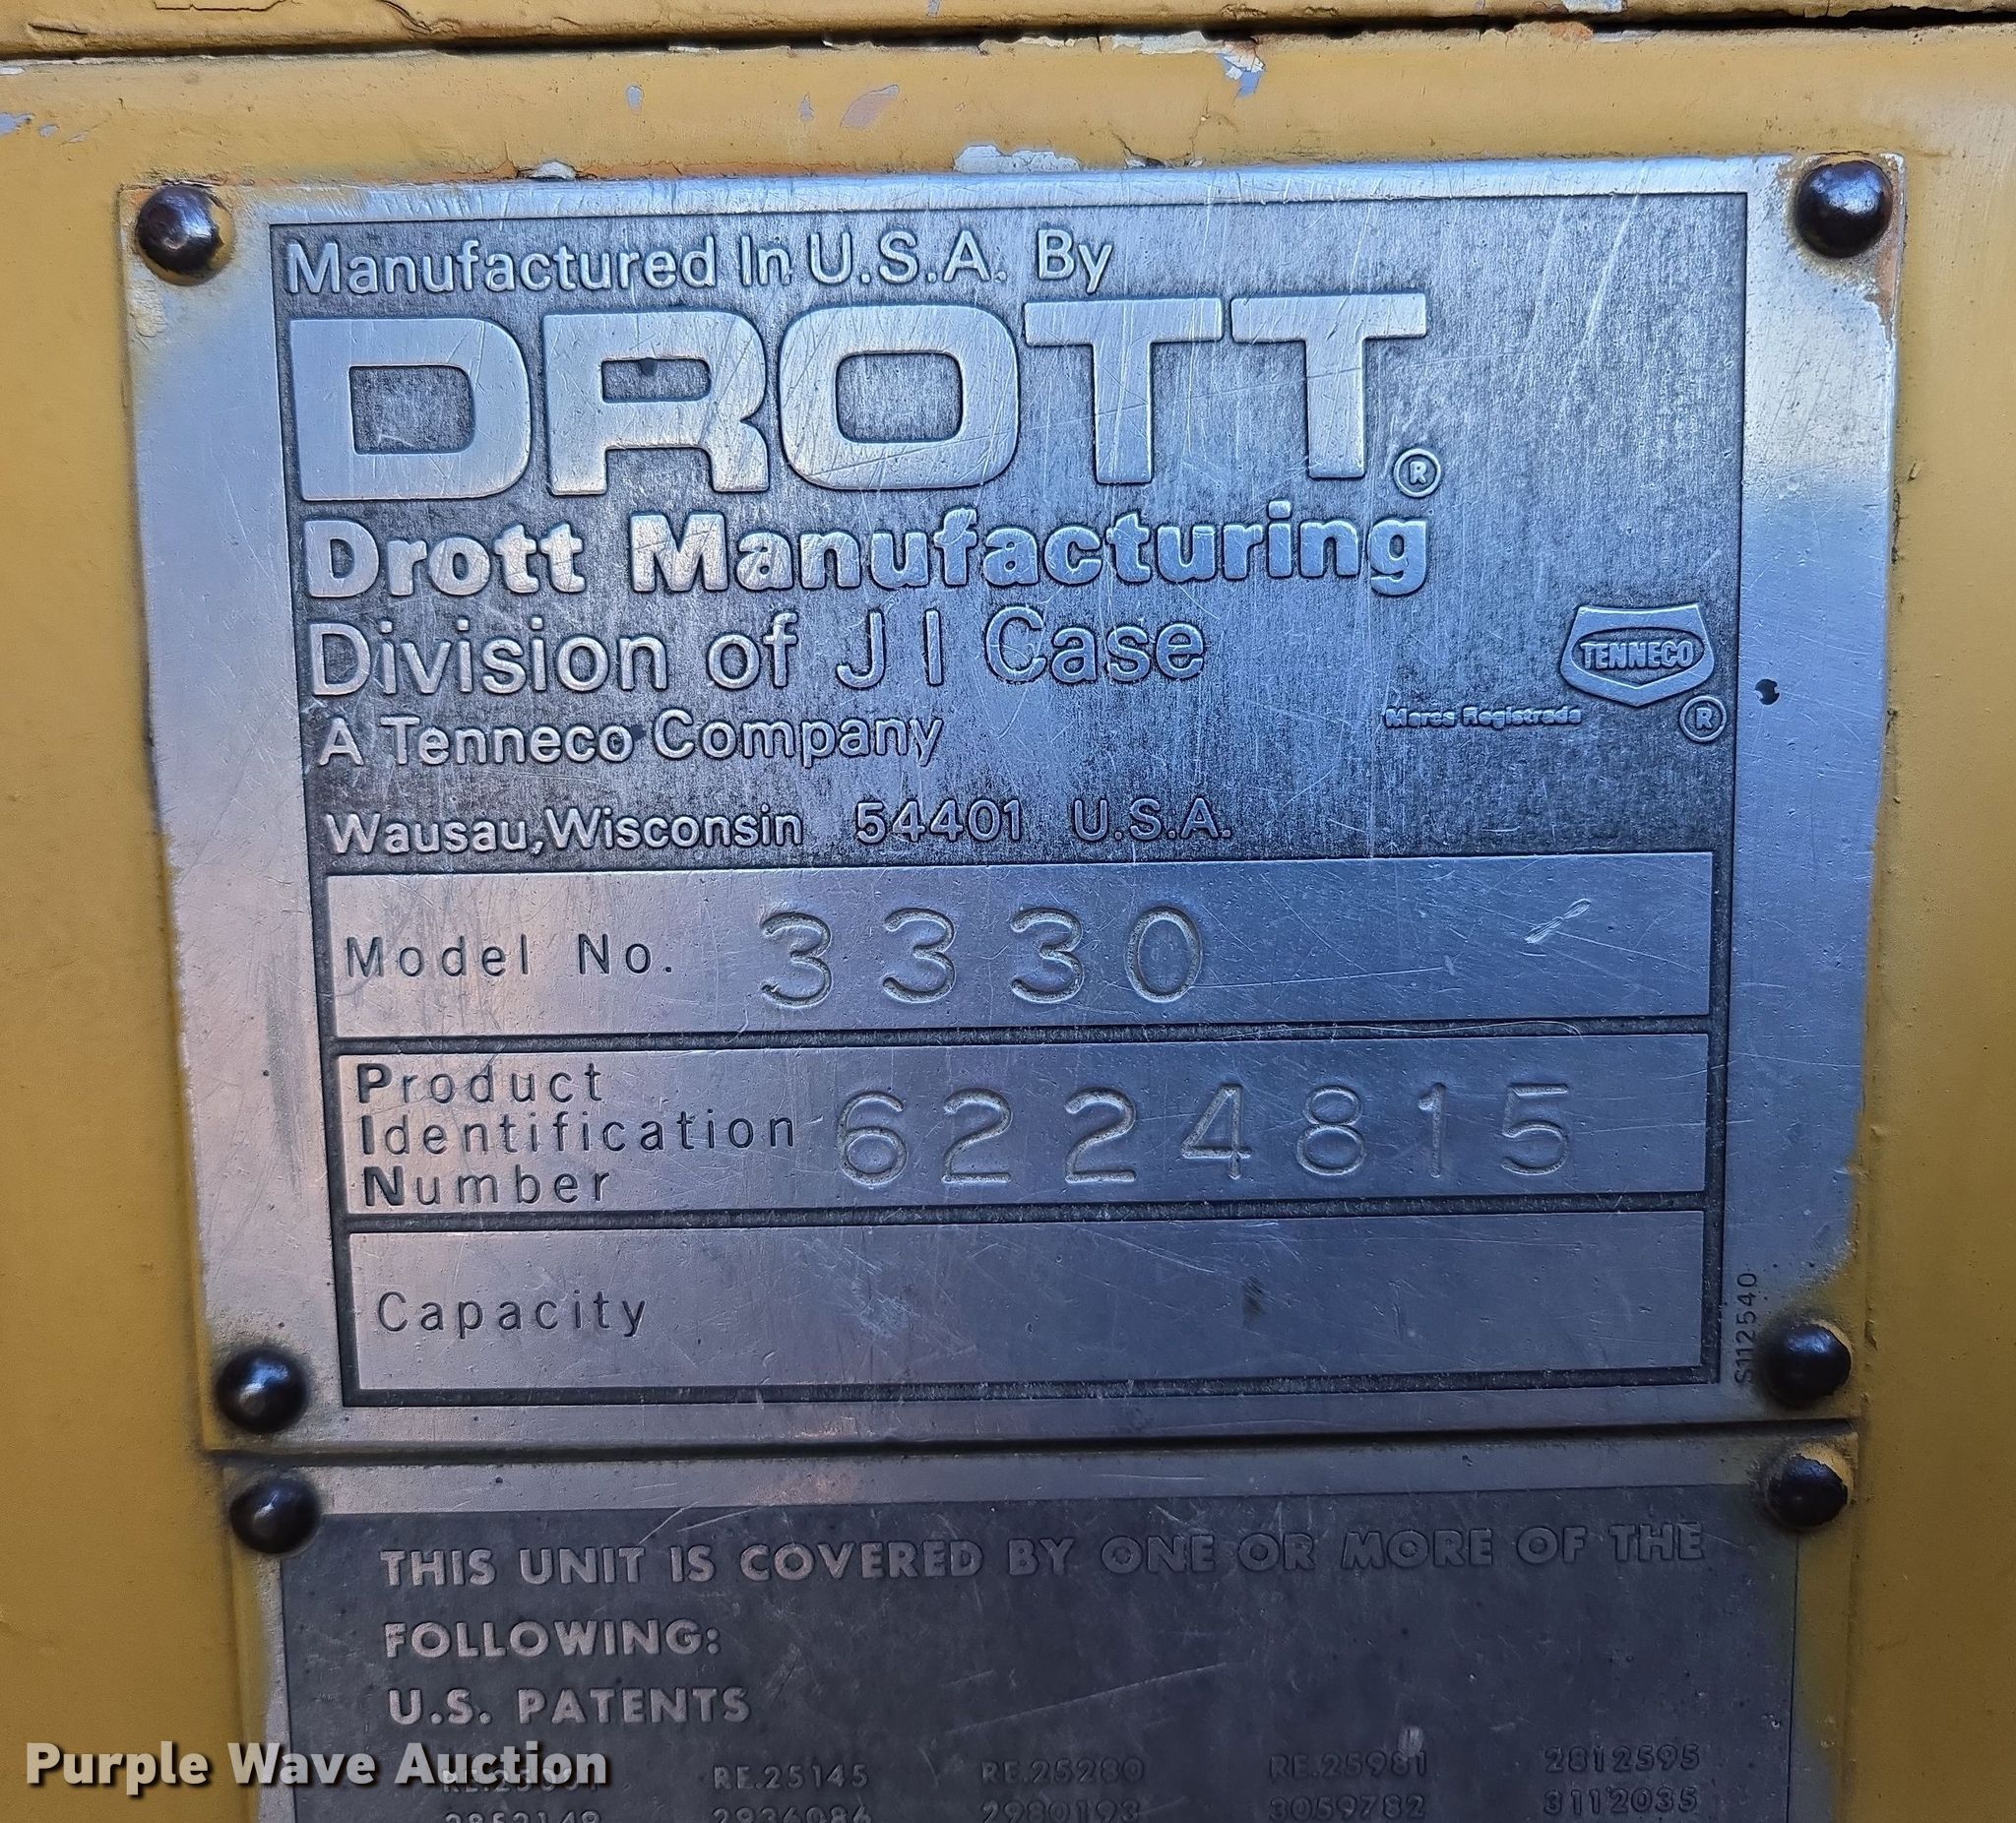 Manufactured In U.S.A. By
DROTT®
Drott Manufacturing
Division of J I Case
A Tenneco Company
TENNECO
Marca Registrada ®
Wausau, Wisconsin 54401 U.S.A.
Model No. 3330
Product
Identification
Number
6224815
Capacity
S112540
THIS UNIT IS COVERED BY ONE OR MORE OF THE
FOLLOWING:
U.S. PATENTS
RE.25145 RE.25280 RE.25981 2812595
2936086 2980193 3059782 3112035
Purple Wave Auction